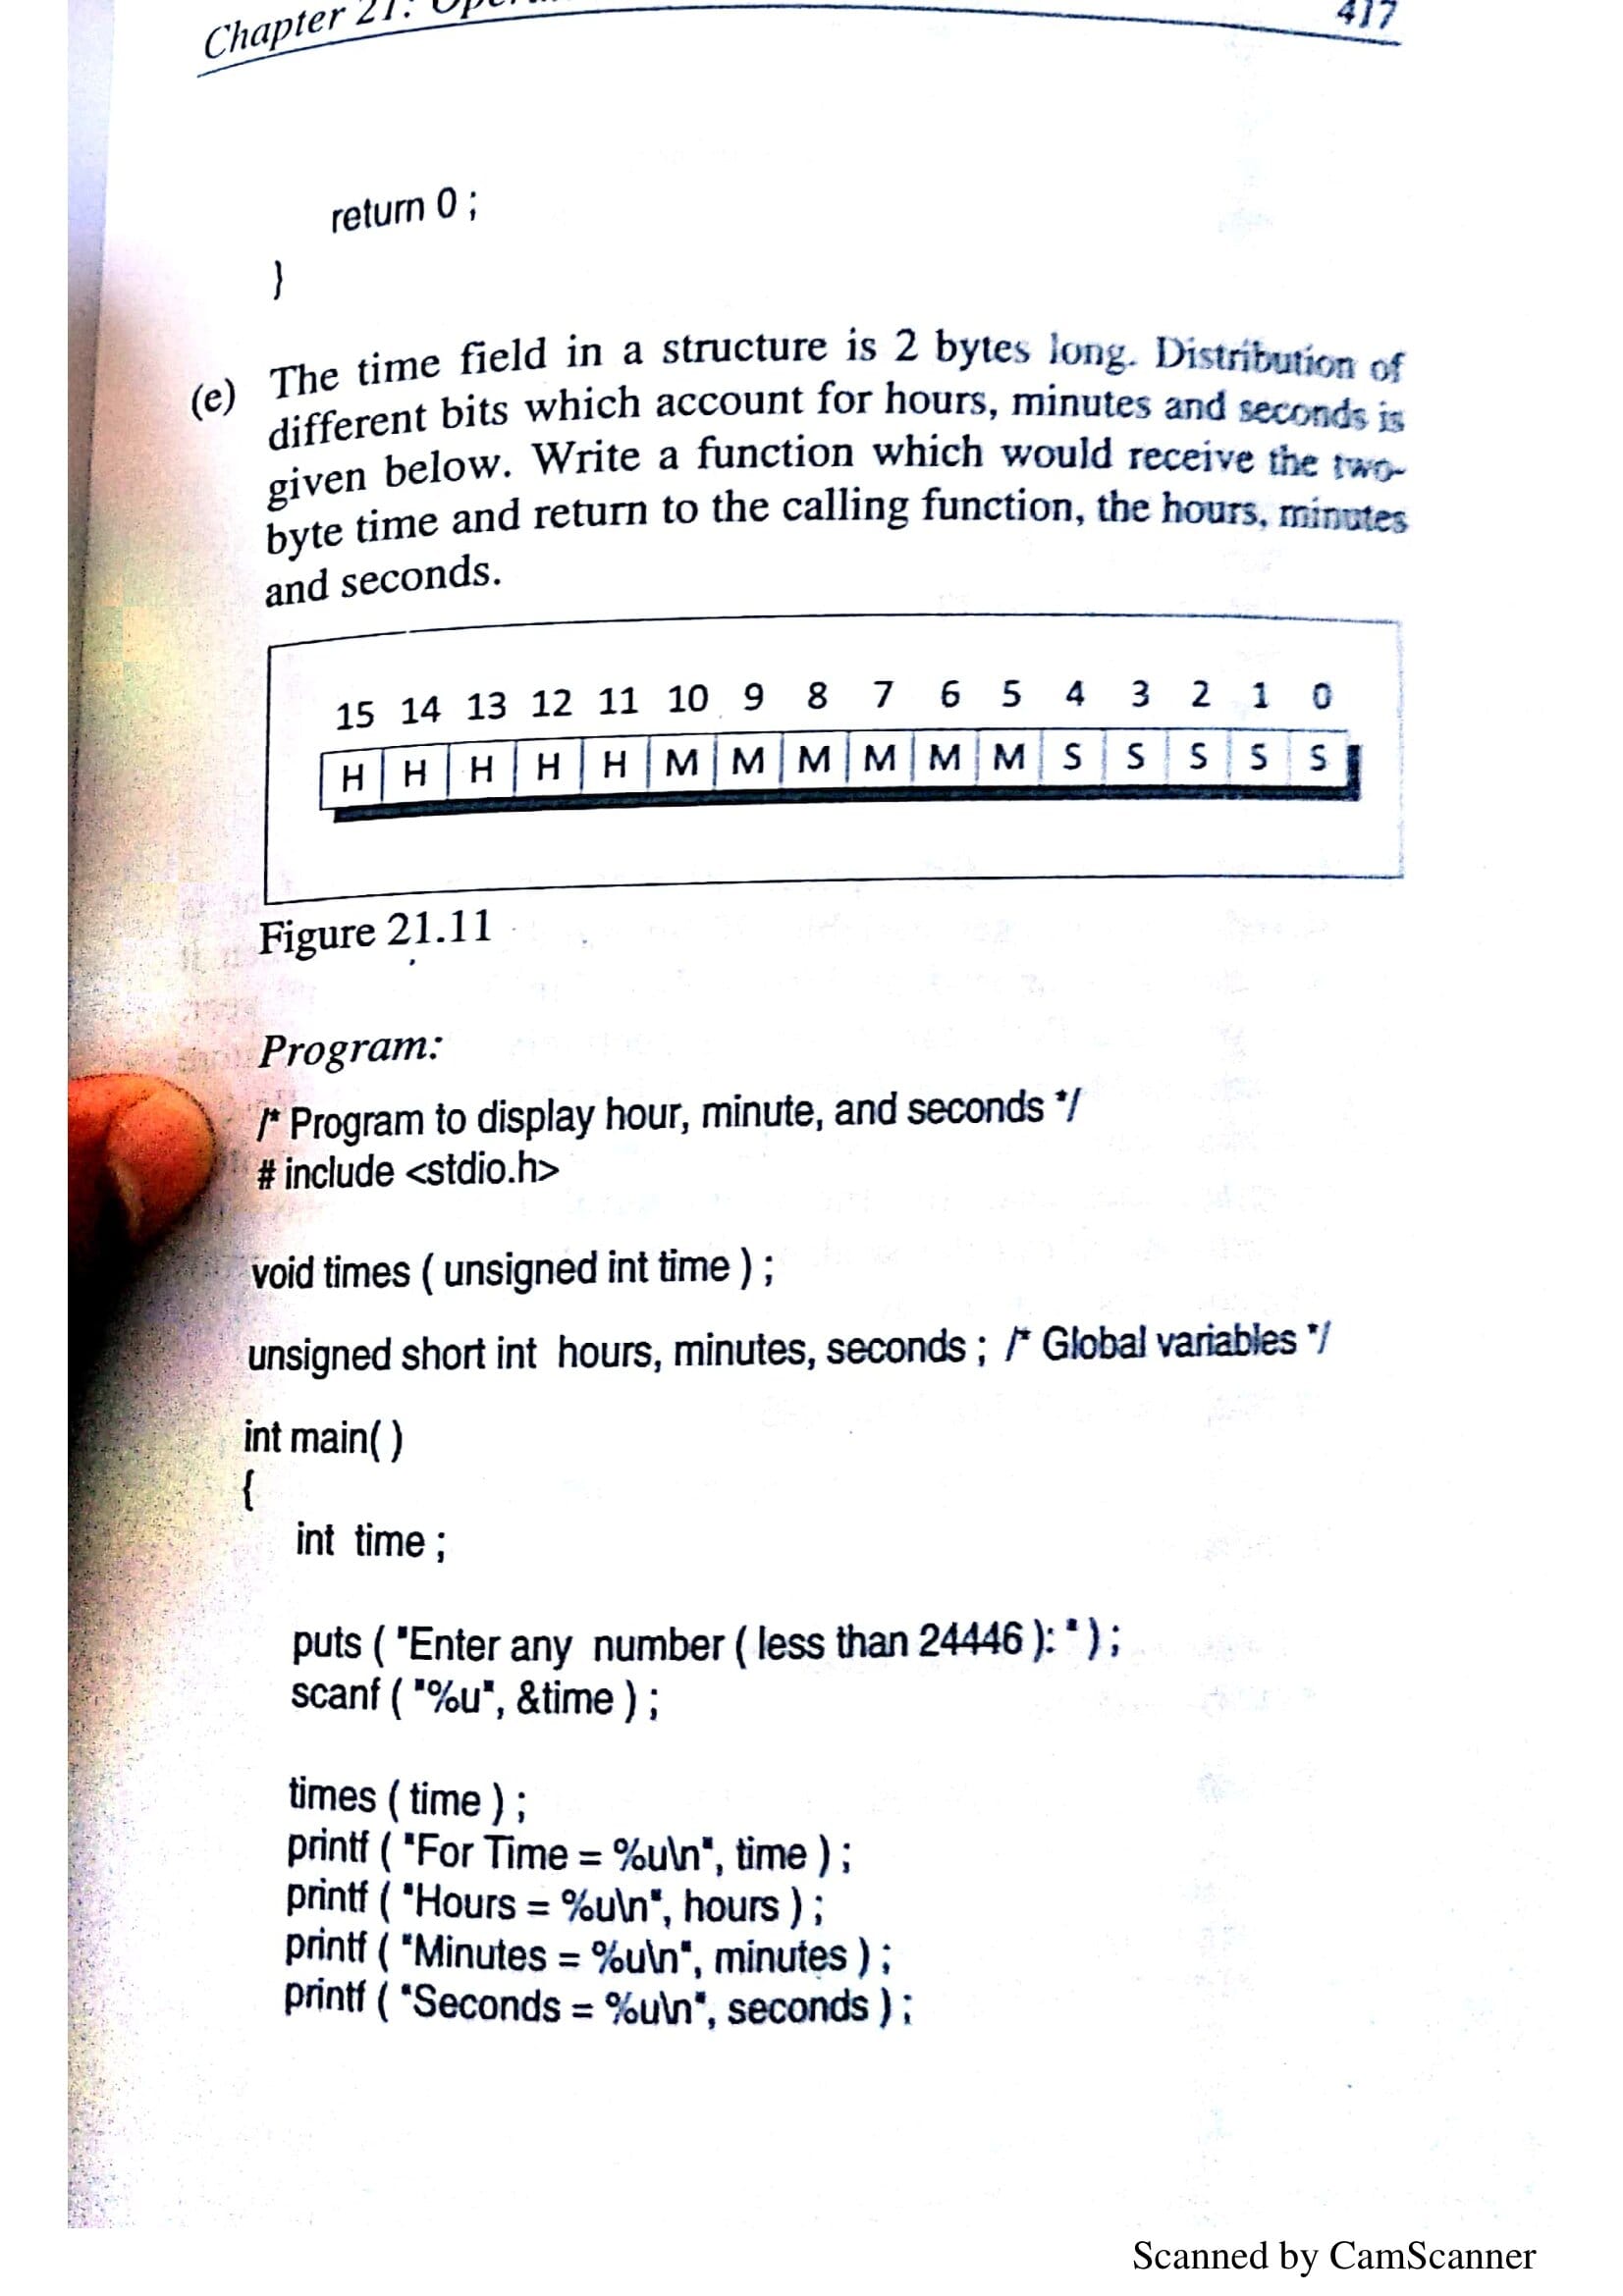 Chapter 21:
417
return 0 ;
}
(e) The time field in a structure is 2 bytes long. Distribution of
different bits which account for hours, minutes and seconds is
given below. Write a function which would receive the two-
byte time and return to the calling function, the hours, minutes
and seconds.
15 14 13 12 11 10 9 8 7 6 5 4 3 2 1 0
H H H H H M M M M M M S S S S S
Figure 21.11
Program:
/* Program to display hour, minute, and seconds */
# include <stdio.h>
void times ( unsigned int time ) ;
unsigned short int hours, minutes, seconds ; /* Global variables */
int main( )
{
int time ;
puts ( "Enter any number ( less than 24446 ): " ) ;
scanf ( "%u", &time ) ;
times ( time ) ;
printf ( "For Time = %u\n", time ) ;
printf ( "Hours = %u\n", hours ) ;
printf ( "Minutes = %u\n", minutes ) ;
printf ( "Seconds = %u\n", seconds ) ;
Scanned by CamScanner